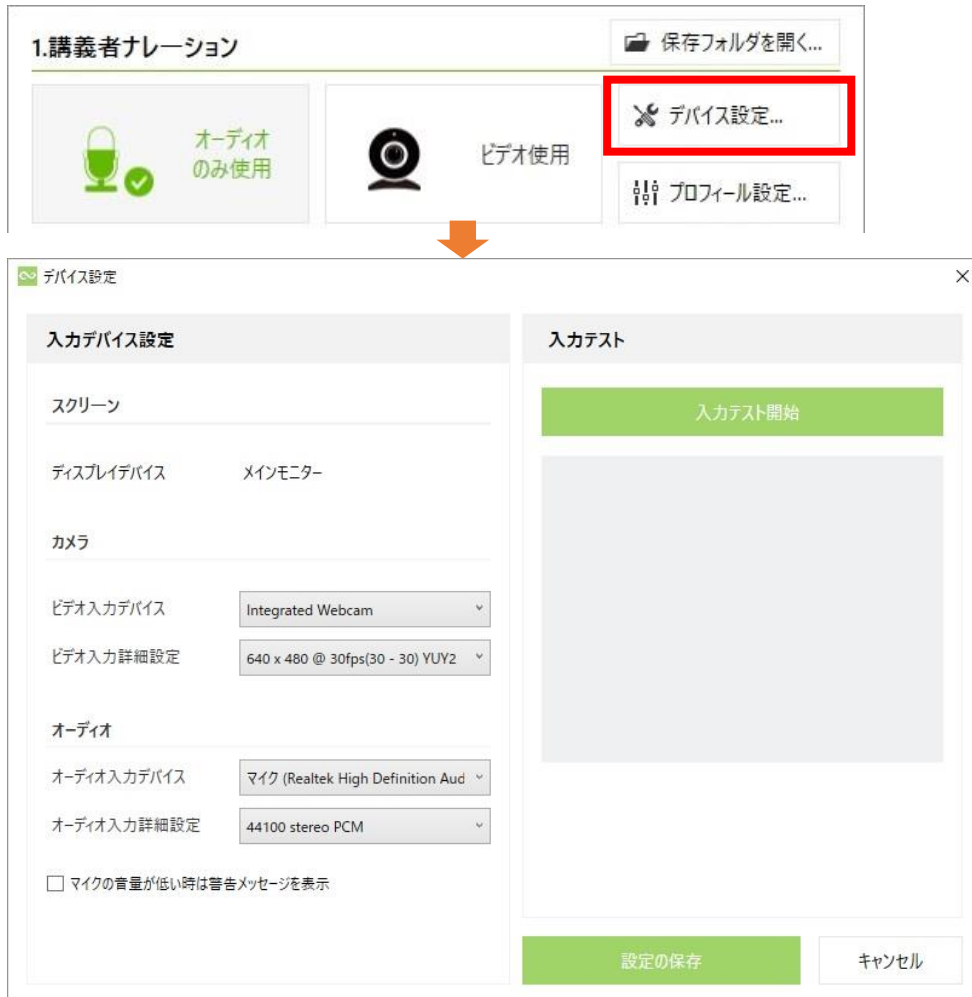 1.講義者ナレーション
保存フォルダを開く...
オーディオ
のみ使用
ビデオ使用
デバイス設定...
プロフィール設定...
デバイス設定
入力デバイス設定
スクリーン
ディスプレイデバイス メインモニター
カメラ
ビデオ入力デバイス Integrated Webcam
ビデオ入力詳細設定 640 x 480 @ 30fps(30 - 30) YUY2
オーディオ
オーディオ入力デバイス マイク (Realtek High Definition Aud
オーディオ入力詳細設定 44100 stereo PCM
マイクの音量が低い時は警告メッセージを表示
入力テスト
入力テスト開始
設定の保存
キャンセル